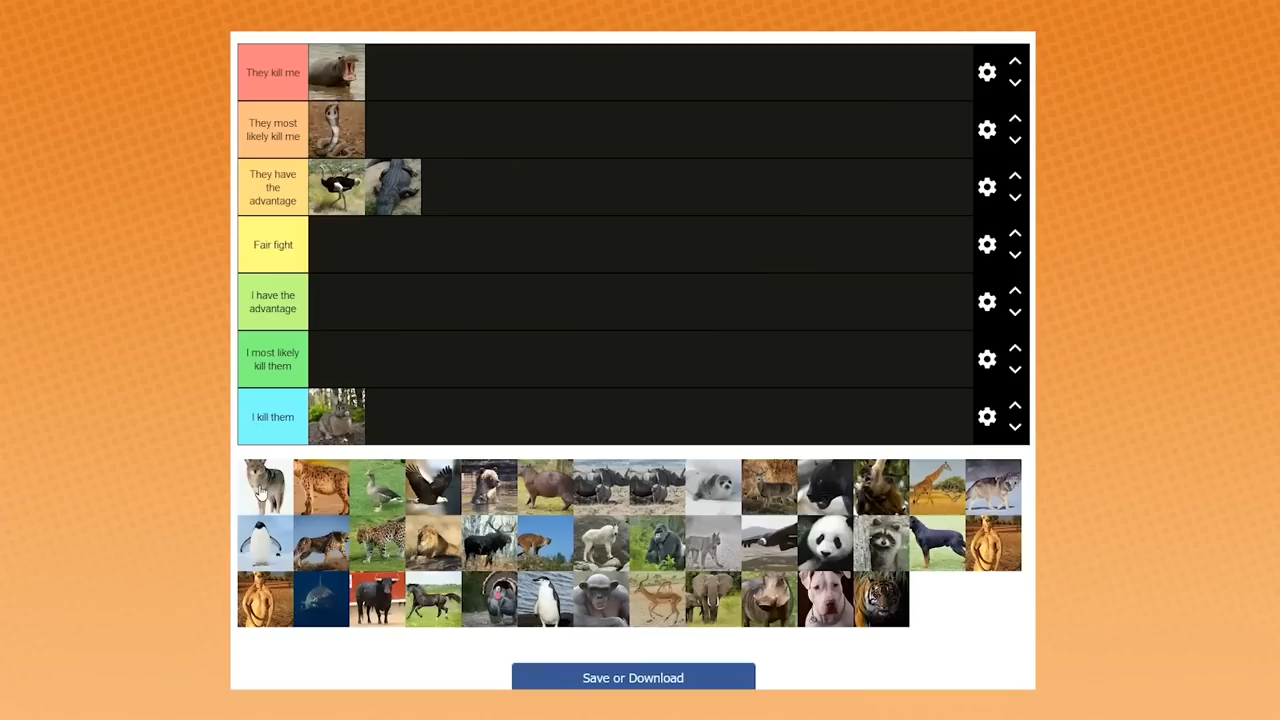 They kill me
They most
likely kill me
They have
the
advantage
Fair fight
I have the
advantage
I most likely
kill them
I kill them
Save or Download